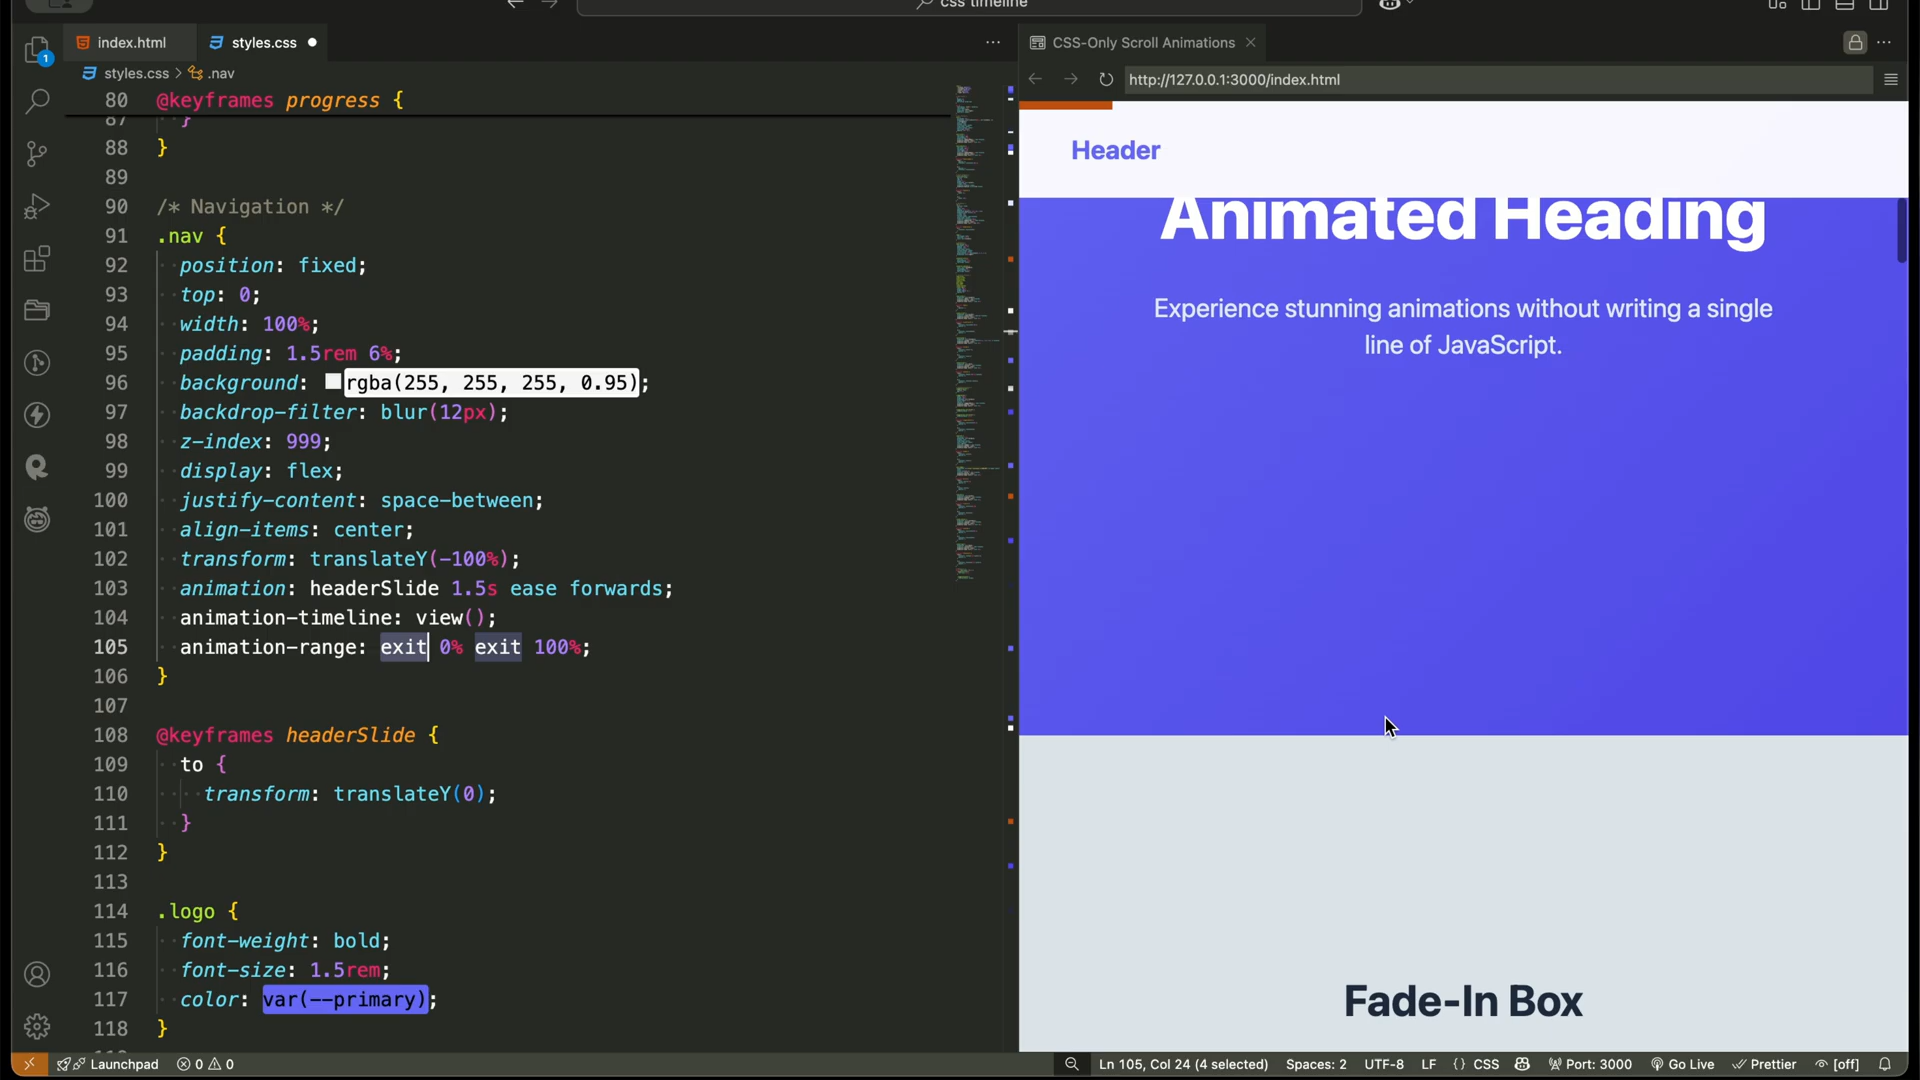 css timeline
index.html
styles.css
CSS-Only Scroll Animations
1
styles.css > .nav
http://127.0.0.1:3000/index.html
80 @keyframes progress {
87 }
88 }
89
90 /* Navigation */
91 .nav {
92 position: fixed;
93 top: 0;
94 width: 100%;
95 padding: 1.5rem 6%;
96 background: rgba(255, 255, 255, 0.95);
97 backdrop-filter: blur(12px);
98 z-index: 999;
99 display: flex;
100 justify-content: space-between;
101 align-items: center;
102 transform: translateY(-100%);
103 animation: headerSlide 1.5s ease forwards;
104 animation-timeline: view();
105 animation-range: exit 0% exit 100%;
106 }
107
108 @keyframes headerSlide {
109 to {
110 transform: translateY(0);
111 }
112 }
113
114 .logo {
115 font-weight: bold;
116 font-size: 1.5rem;
117 color: var(--primary);
118 }
Header
Animated Heading
Experience stunning animations without writing a single
line of JavaScript.
Fade-In Box
Launchpad
0 0
Ln 105, Col 24 (4 selected)
Spaces: 2
UTF-8
LF
{ } CSS
Port: 3000
Go Live
Prettier
[off]